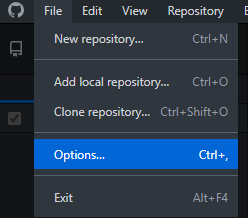 File Edit View Repository
New repository... Ctrl+N
Add local repository... Ctrl+O
Clone repository... Ctrl+Shift+O
Options... Ctrl+,
Exit Alt+F4